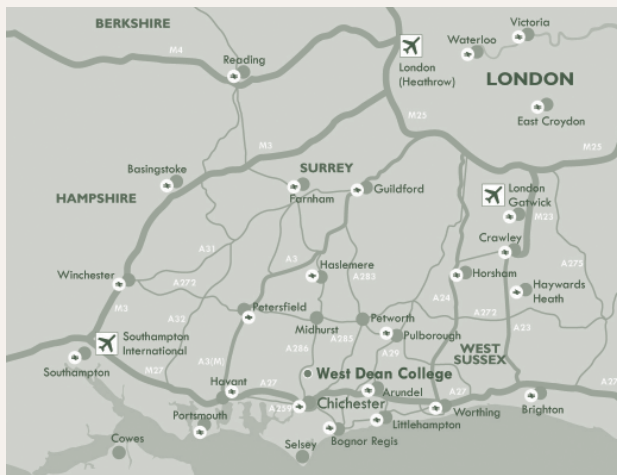 BERKSHIRE
Victoria
Waterloo
M4
Reading
London
(Heathrow)
LONDON
M25
East Croydon
M3
M25
Basingstoke
SURREY
HAMPSHIRE
Farnham
Guildford
London
Gatwick
M23
A31
Crawley
A3
Haslemere
A283
Winchester
A272
Horsham
A273
Haywards
Heath
A24
M3
A32
Petersfield
Midhurst
Petworth
A272
A23
Southampton
International
A286
A285
Pulborough
A29
WEST
SUSSEX
A3(M)
Southampton
M27
West Dean College
Havant
A27
Arundel
A27
A27
A259
Chichester
Worthing
Brighton
Portsmouth
Littlehampton
Bognor Regis
Cowes
Selsey